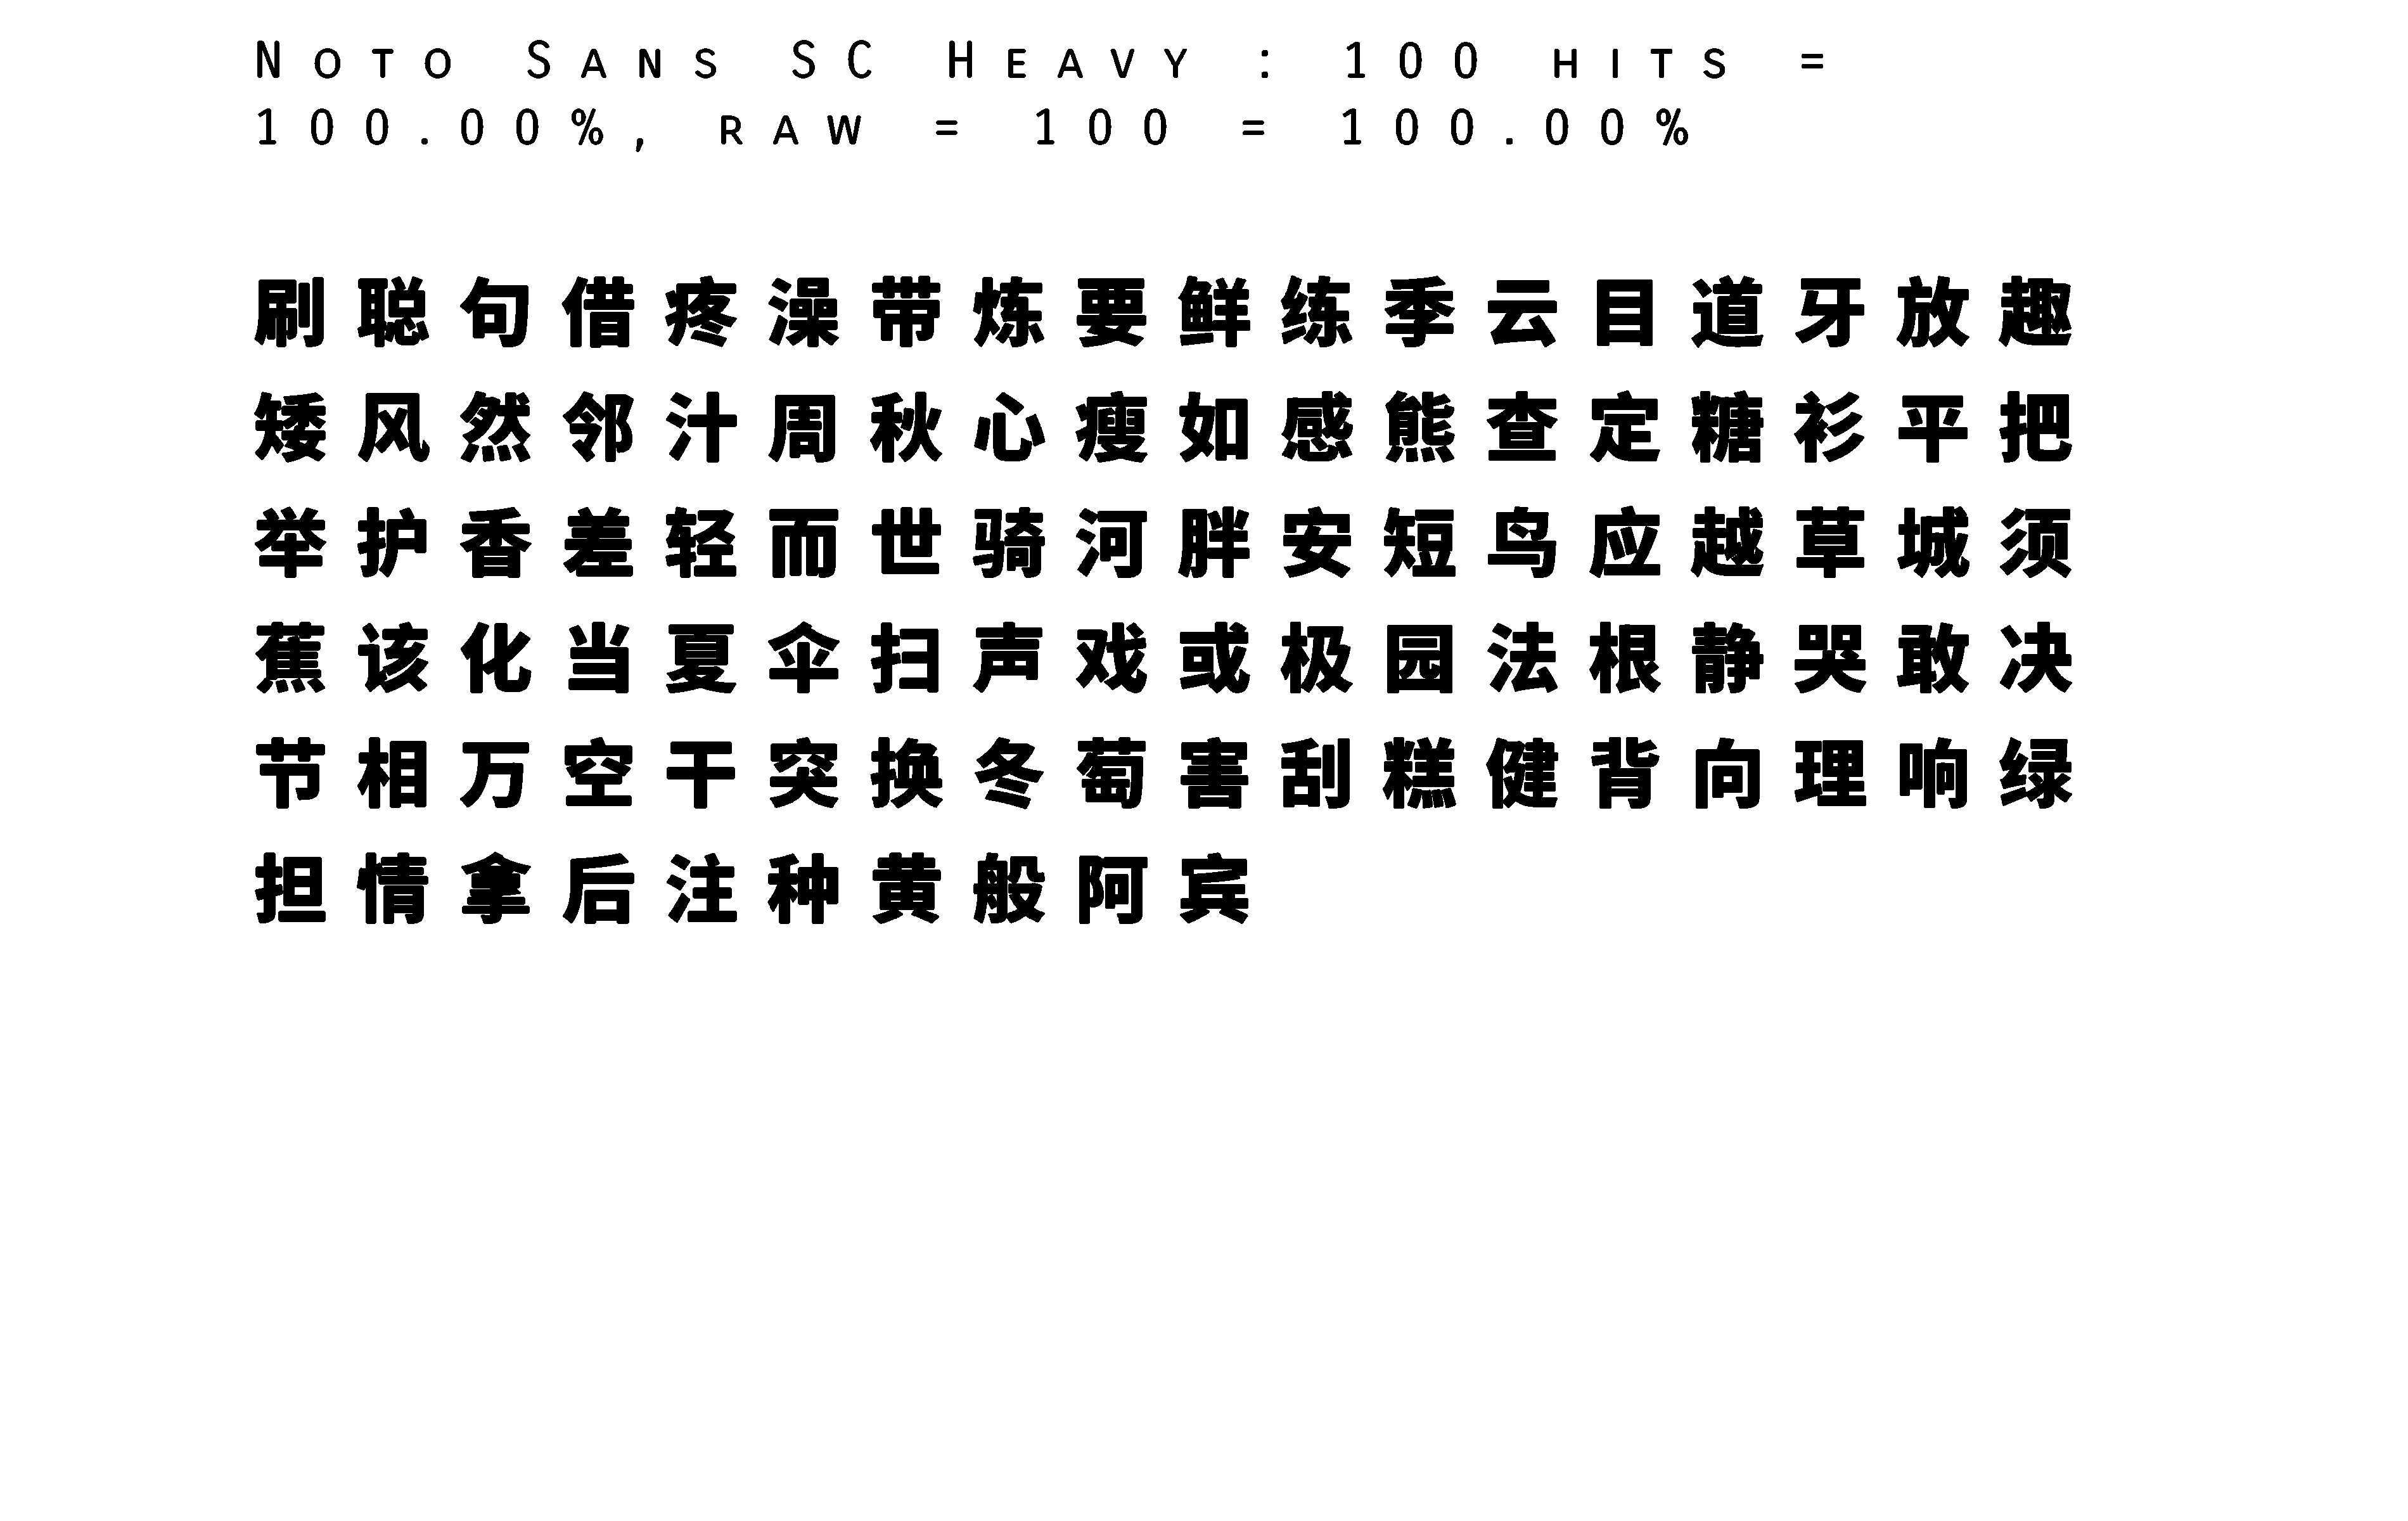 Noto Sans SC Heavy : 100 hits =
100.00%, raw = 100 = 100.00%
刷聪句借疼澡带炼要鲜练季云目道牙放趣
矮风然邻汁周秋心瘦如感熊查定糖衫平把
举护香差轻而世骑河胖安短鸟应越草城须
蕉该化当夏伞扫声戏或极园法根静哭敢决
节相万空干突换冬萄害刮糕健背向理响绿
担情拿后注种黄般阿宾